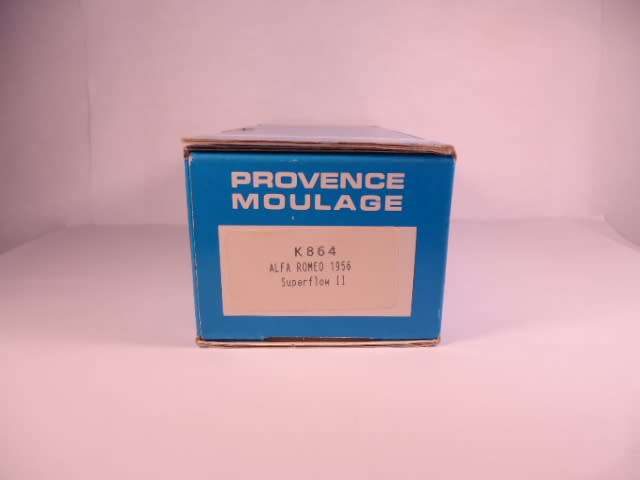 PROVENCE
MOULAGE
K864
ALFA ROMEO 1956
Superflow II